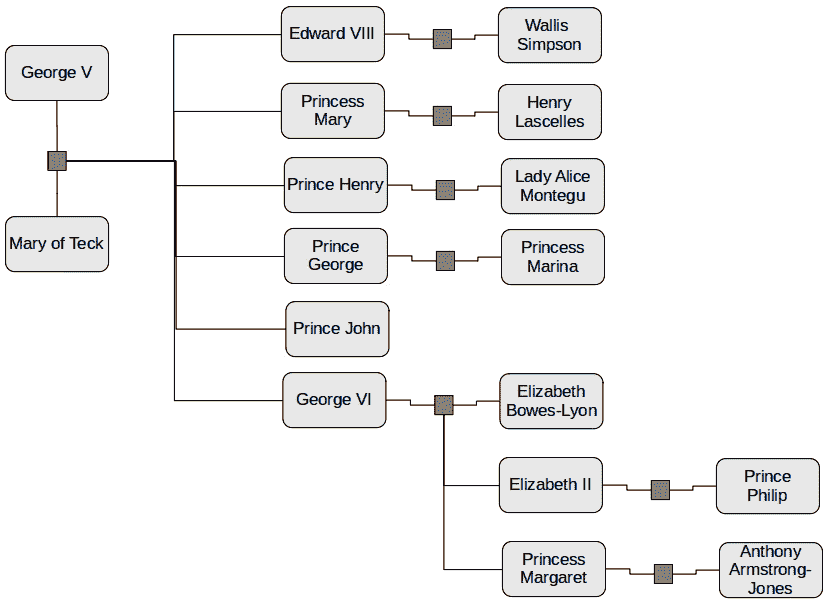 George V
Mary of Teck
Edward VIII
Wallis
Simpson
Princess
Mary
Henry
Lascelles
Prince Henry
Lady Alice
Montegu
Prince
George
Princess
Marina
Prince John
George VI
Elizabeth
Bowes-Lyon
Elizabeth II
Prince
Philip
Princess
Margaret
Anthony
Armstrong-
Jones